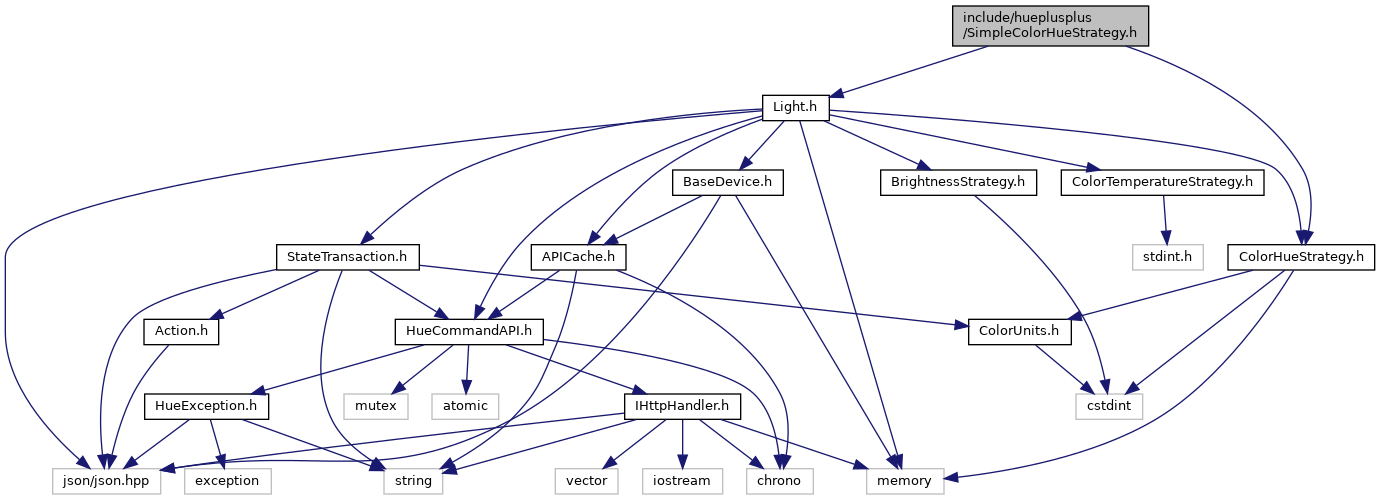 include/hueplusplus
/SimpleColorHueStrategy.h
Light.h
BaseDevice.h
BrightnessStrategy.h
ColorTemperatureStrategy.h
StateTransaction.h
APICache.h
stdint.h
ColorHueStrategy.h
Action.h
HueCommandAPI.h
ColorUnits.h
HueException.h
mutex
atomic
IHttpHandler.h
cstdint
json/json.hpp
exception
string
vector
iostream
chrono
memory